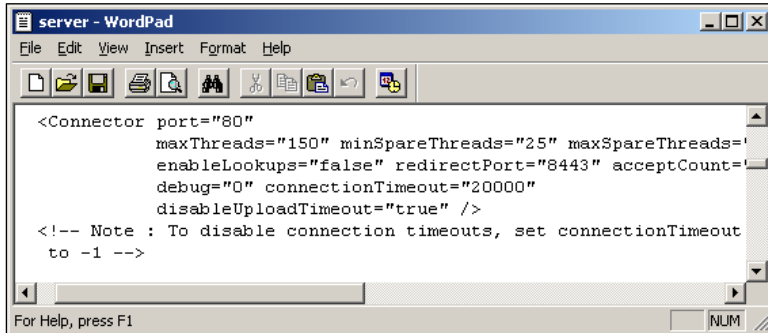 server - WordPad
File Edit View Insert Format Help
<Connector port="80"
maxThreads="150" minSpareThreads="25" maxSpareThreads="
enableLookups="false" redirectPort="8443" acceptCount="
debug="0" connectionTimeout="20000"
disableUploadTimeout="true" />
<!-- Note : To disable connection timeouts, set connectionTimeout
to -1 -->
For Help, press F1
NUM